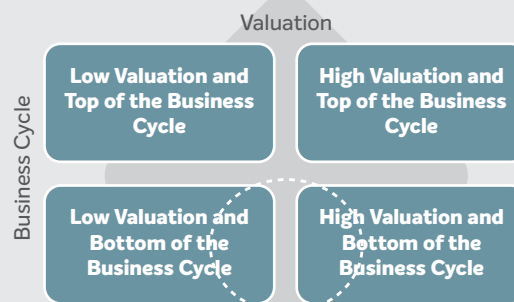 Valuation
Business Cycle
Low Valuation and
Top of the Business
Cycle
High Valuation and
Top of the Business
Cycle
Low Valuation and
Bottom of the
Business Cycle
High Valuation and
Bottom of the
Business Cycle